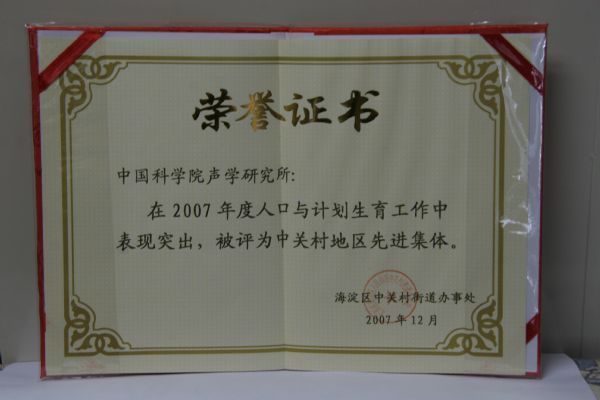 荣誉证书
中国科学院声学研究所:
在2007年度人口与计划生育工作中
表现突出，被评为中关村地区先进集体。
海淀区中关村街道办事处
2007年12月